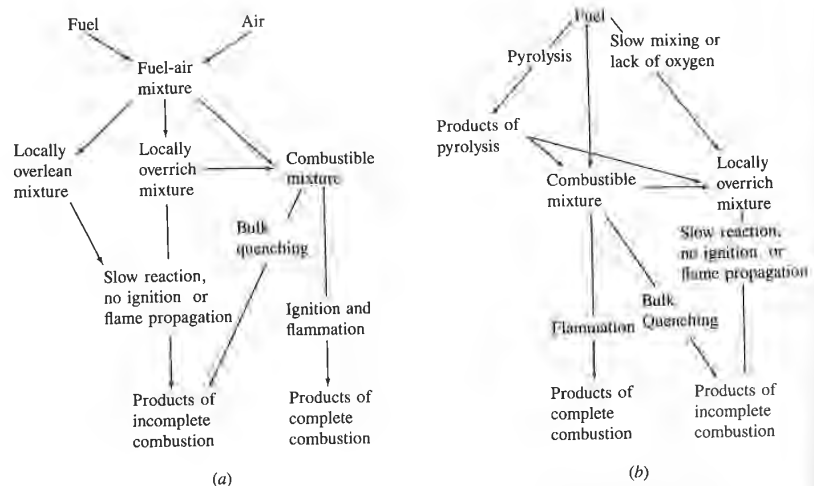 Fuel
Air
Fuel-air
mixture
Locally
overlean
mixture
Locally
overrich
mixture
Combustible
mixture
Bulk
quenching
Slow reaction,
no ignition or
flame propagation
Ignition and
flammation
Products of
incomplete
combustion
Products of
complete
combustion
(a)
Fuel
Pyrolysis
Slow mixing or
lack of oxygen
Products of
pyrolysis
Combustible
mixture
Locally
overrich
mixture
Slow reaction,
no ignition or
flame propagation
Flammation
Bulk
Quenching
Products of
complete
combustion
Products of
incomplete
combustion
(b)